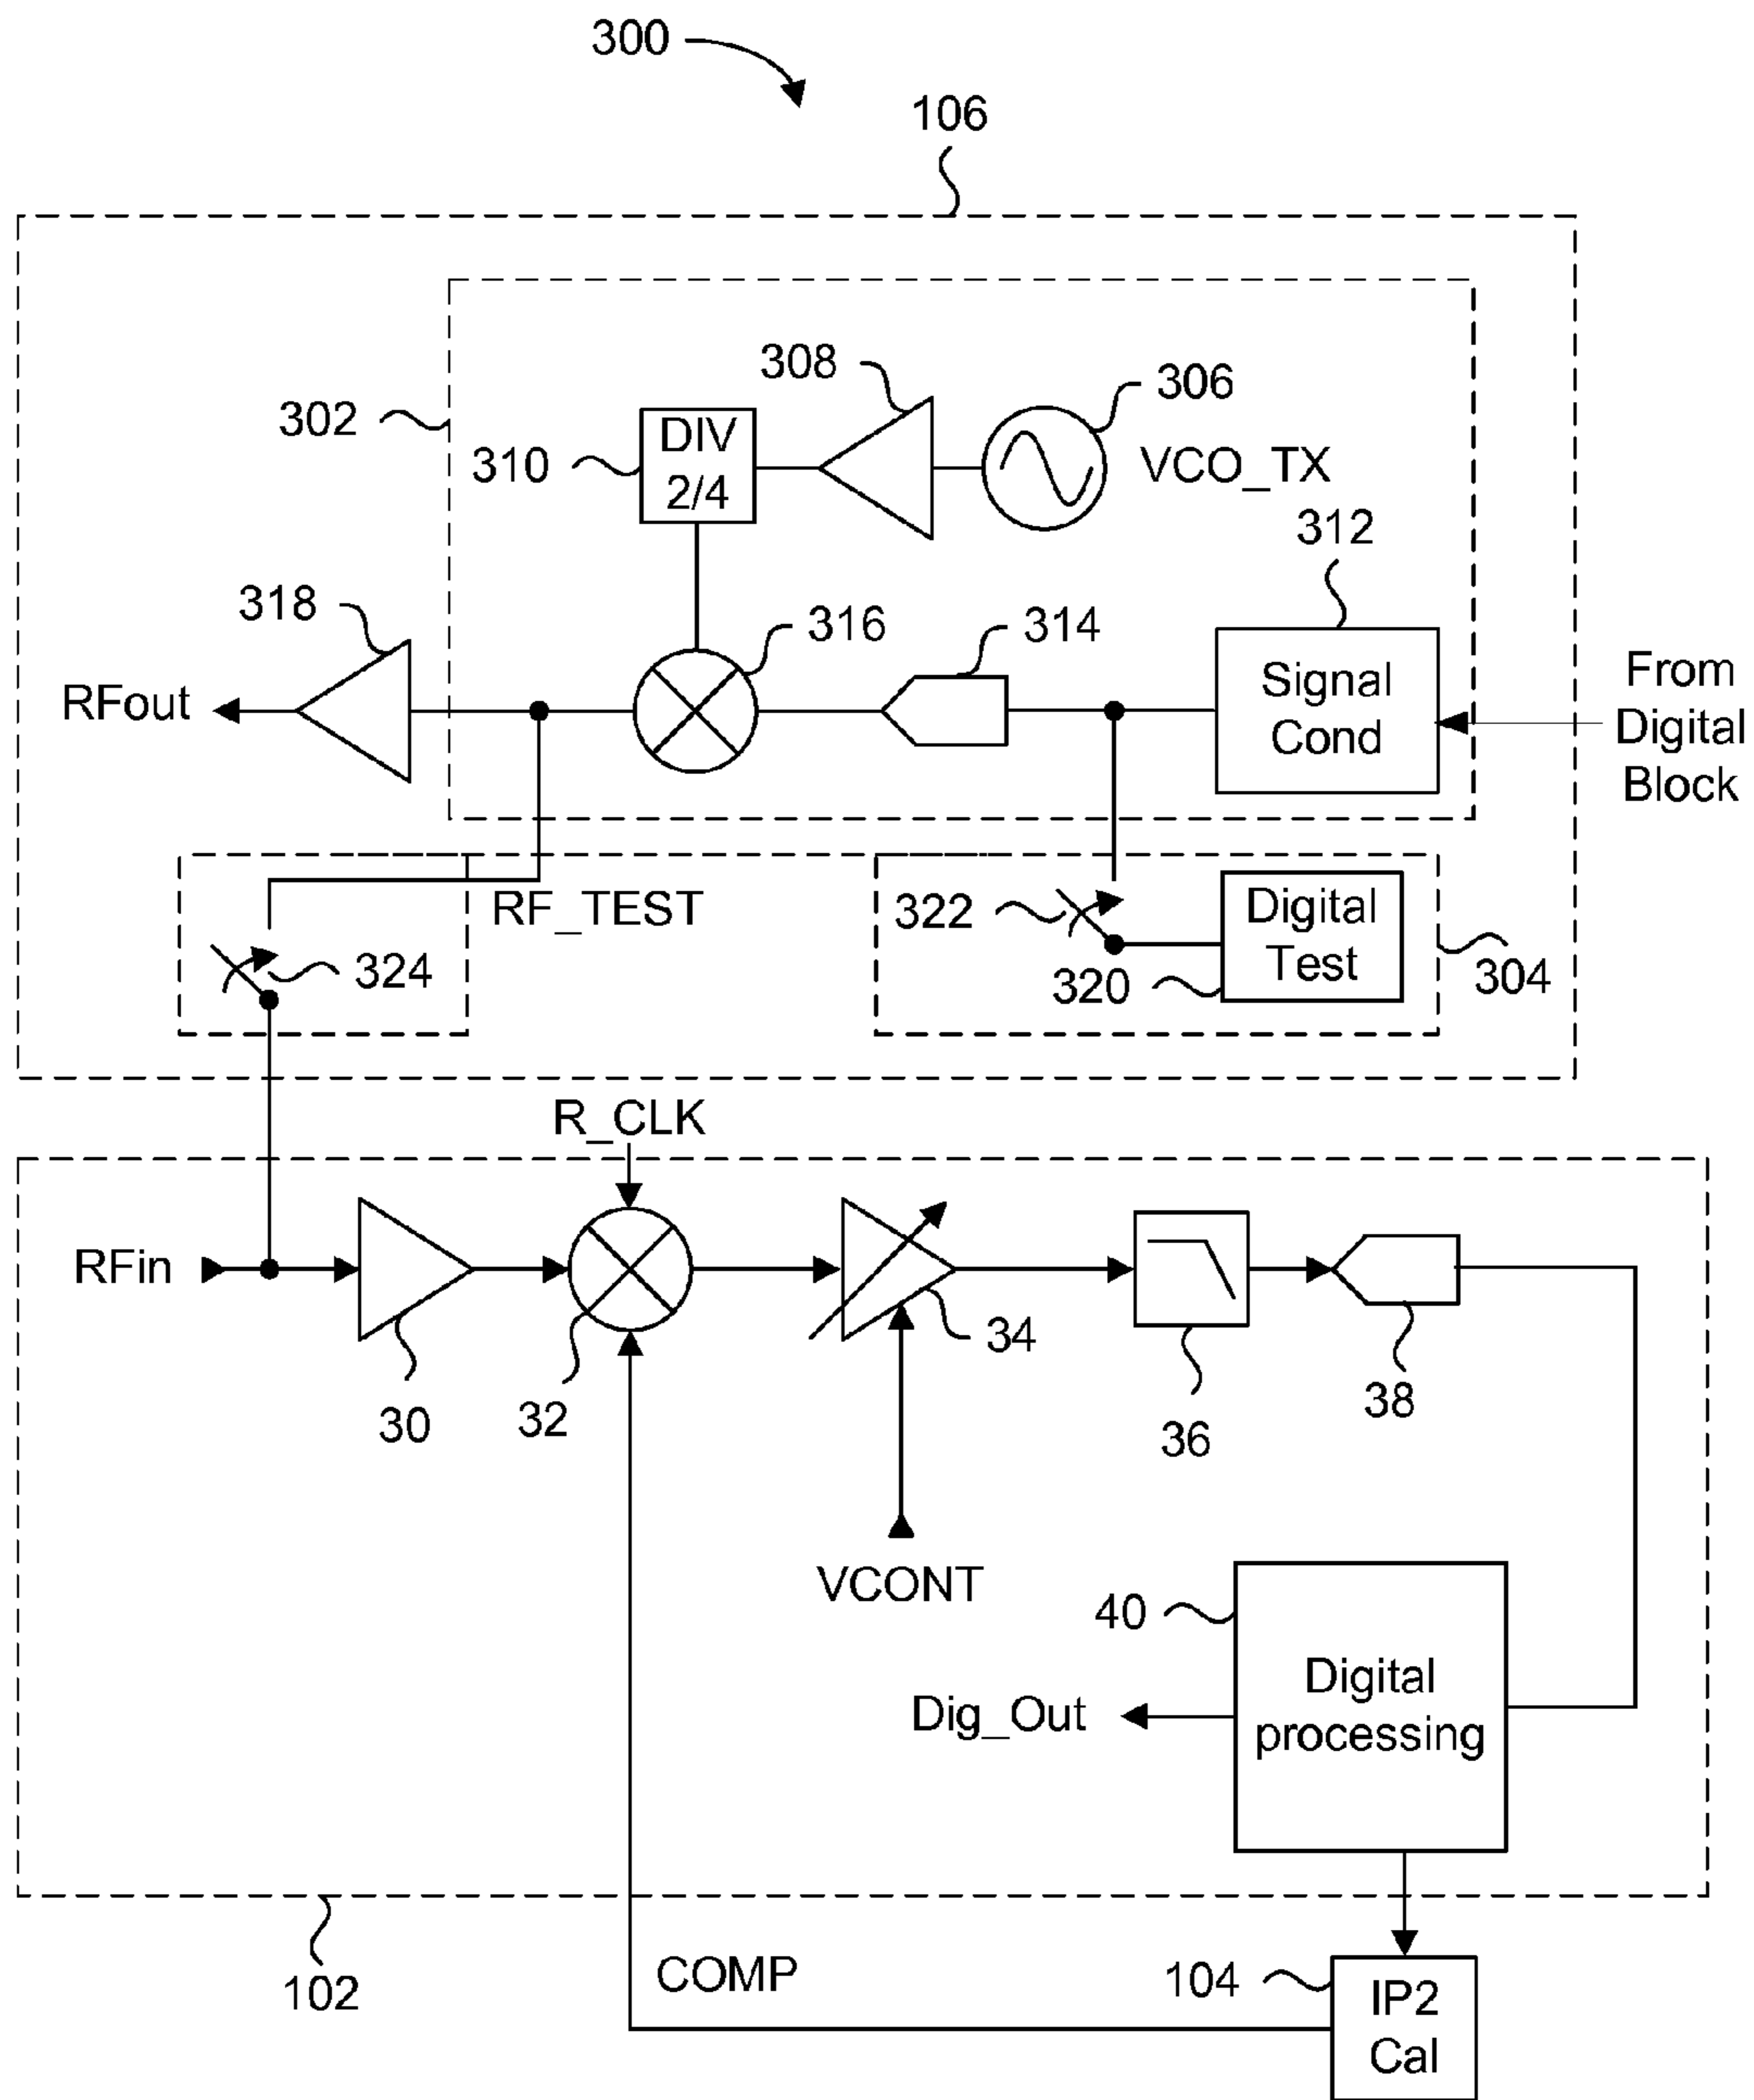 300
106
308
306
302
DIV
2/4
310
VCO_TX
312
318
316
314
RFout
Signal
Cond
From
Digital
Block
RF_TEST
322
Digital
Test
324
320
304
R_CLK
RFin
30
32
34
36
38
VCONT
40
Digital
processing
Dig_Out
102
COMP
104
IP2
Cal